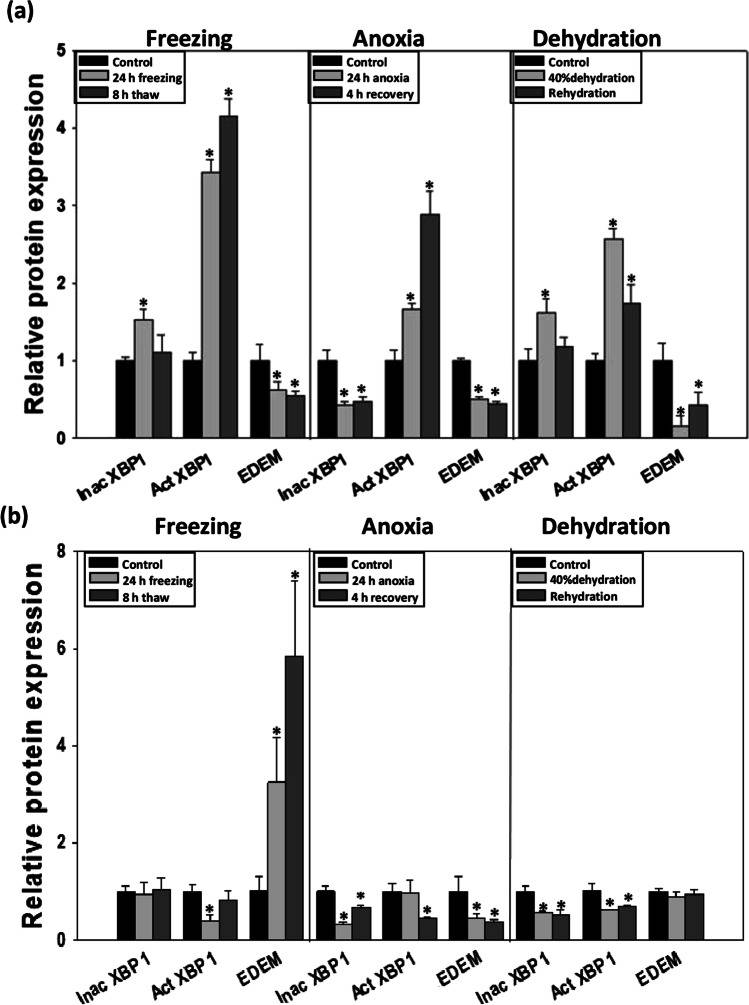 (a)
Freezing Anoxia Dehydration
Control
24 h freezing
8 h thaw
Control
24 h anoxia
4 h recovery
Control
40%dehydration
Rehydration
Relative protein expression
5
4
3
2
1
0
* * * * * * * * * * * * * *
Inac XBP1 Act XBP1 EDEM Inac XBP1 Act XBP1 EDEM Inac XBP1 Act XBP1 EDEM
(b)
Freezing Anoxia Dehydration
Control
24 h freezing
8 h thaw
Control
24 h anoxia
4 h recovery
Control
40%dehydration
Rehydration
Relative protein expression
8
6
4
2
0
* * * * * * * * * * * *
Inac XBP1 Act XBP1 EDEM Inac XBP1 Act XBP1 EDEM Inac XBP1 Act XBP1 EDEM